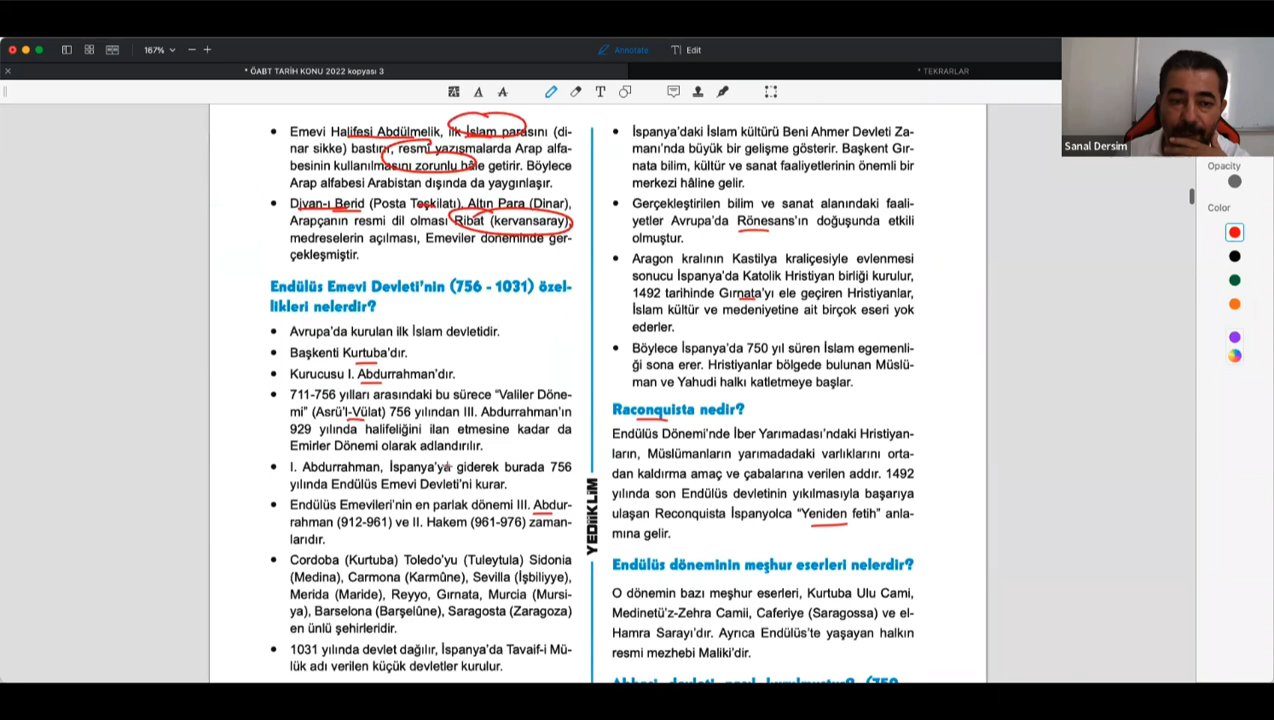 167%
Annotate
Edit
* ÖABT TARİH KONU 2022 kopyası 3
* TEKRARLAR
Sanal Dersim
Opacity
Color
Emevi Halifesi Abdülmelik, ilk İslam parasını (di-
nar sikke) bastırır, resmi yazışmalarda Arap alfa-
besinin kullanılmasını zorunlu hâle getirir. Böylece
Arap alfabesi Arabistan dışında da yaygınlaşır.
Divan-ı Berid (Posta Teşkilatı), Altın Para (Dinar),
Arapçanın resmi dil olması Ribat (kervansaray),
medreselerin açılması, Emeviler döneminde ger-
çekleşmiştir.
Endülüs Emevi Devleti'nin (756 - 1031) özel-
likleri nelerdir?
Avrupa'da kurulan ilk İslam devletidir.
Başkenti Kurtuba'dır.
Kurucusu I. Abdurrahman'dır.
711-756 yılları arasındaki bu sürece "Valiler Döne-
mi" (Asrü'l-Vülat) 756 yılından III. Abdurrahman'ın
929 yılında halifeliğini ilan etmesine kadar da
Emirler Dönemi olarak adlandırılır.
I. Abdurrahman, İspanya'ya giderek burada 756
yılında Endülüs Emevi Devleti'ni kurar.
Endülüs Emevileri'nin en parlak dönemi III. Abdur-
rahman (912-961) ve II. Hakem (961-976) zaman-
larıdır.
Cordoba (Kurtuba) Toledo'yu (Tuleytula) Sidonia
(Medina), Carmona (Karmûne), Sevilla (İşbiliyye),
Merida (Maride), Reyyo, Gırnata, Murcia (Mursi-
ya), Barselona (Barşelûne), Saragosta (Zaragoza)
en ünlü şehirleridir.
1031 yılında devlet dağılır, İspanya'da Tavaif-i Mü-
lük adı verilen küçük devletler kurulur.
YEDİİKLİM
İspanya'daki İslam kültürü Beni Ahmer Devleti Za-
manı'nda büyük bir gelişme gösterir. Başkent Gır-
nata bilim, kültür ve sanat faaliyetlerinin önemli bir
merkezi hâline gelir.
Gerçekleştirilen bilim ve sanat alanındaki faali-
yetler Avrupa'da Rönesans'ın doğuşunda etkili
olmuştur.
Aragon kralının Kastilya kraliçesiyle evlenmesi
sonucu İspanya'da Katolik Hristiyan birliği kurulur,
1492 tarihinde Gırnata'yı ele geçiren Hristiyanlar,
İslam kültür ve medeniyetine ait birçok eseri yok
ederler.
Böylece İspanya'da 750 yıl süren İslam egemenli-
ği sona erer. Hristiyanlar bölgede bulunan Müslü-
man ve Yahudi halkı katletmeye başlar.
Raconquista nedir?
Endülüs Dönemi'nde İber Yarımadası'ndaki Hristiyan-
ların, Müslümanların yarımadadaki varlıklarını orta-
dan kaldırma amaç ve çabalarına verilen addır. 1492
yılında son Endülüs devletinin yıkılmasıyla başarıya
ulaşan Reconquista İspanyolca "Yeniden fetih" anla-
mına gelir.
Endülüs döneminin meşhur eserleri nelerdir?
O dönemin bazı meşhur eserleri, Kurtuba Ulu Cami,
Medinetü'z-Zehra Camii, Caferiye (Saragossa) ve el-
Hamra Sarayı'dır. Ayrıca Endülüs'te yaşayan halkın
resmi mezhebi Maliki'dir.